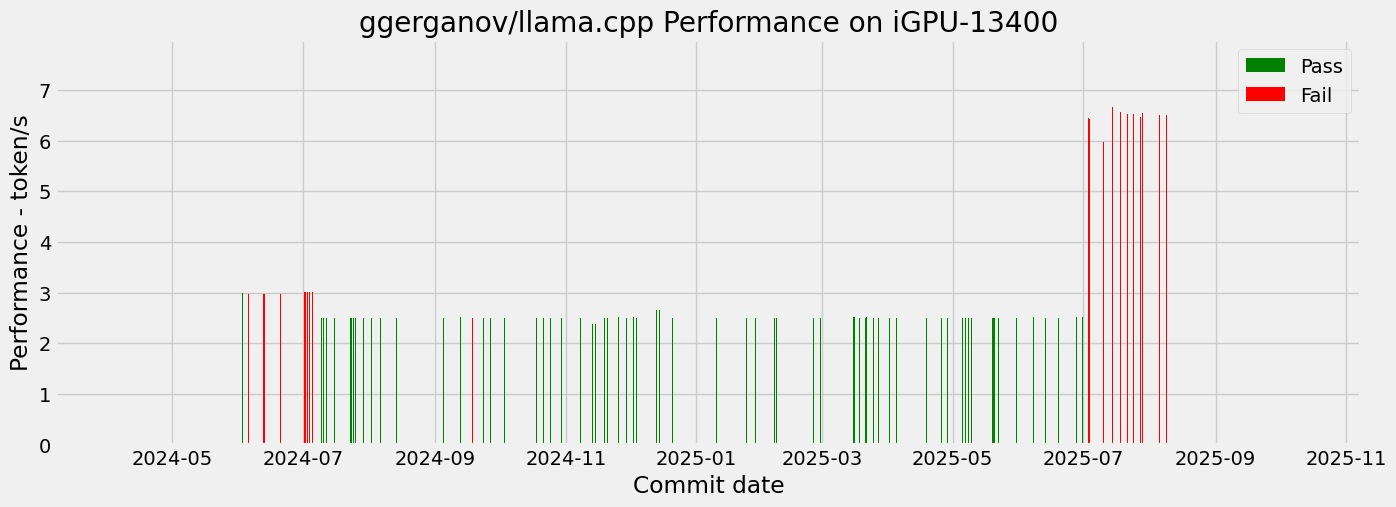 ggerganov/llama.cpp Performance on iGPU-13400
Pass
Fail
Performance - token/s
7
6
5
4
3
2
1
0
2024-05 2024-07 2024-09 2024-11 2025-01 2025-03 2025-05 2025-07 2025-09 2025-11
Commit date